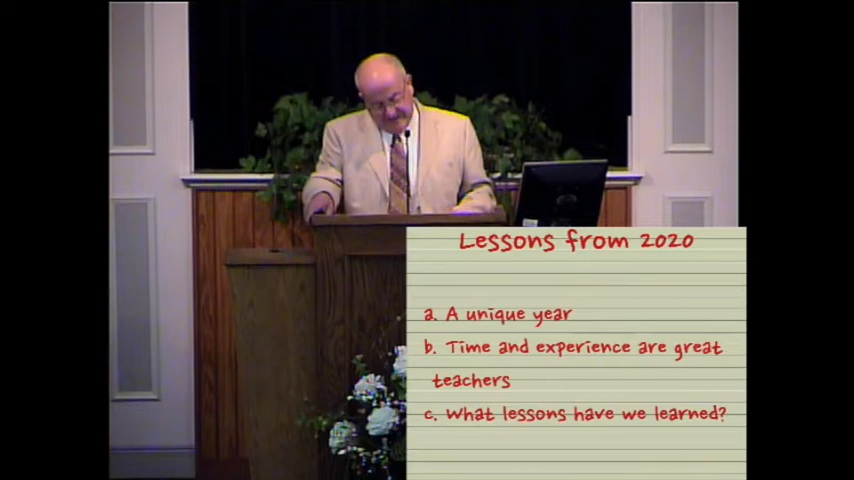 Lessons from 2020
a. A unique year
b. Time and experience are great
teachers
c. What lessons have we learned?